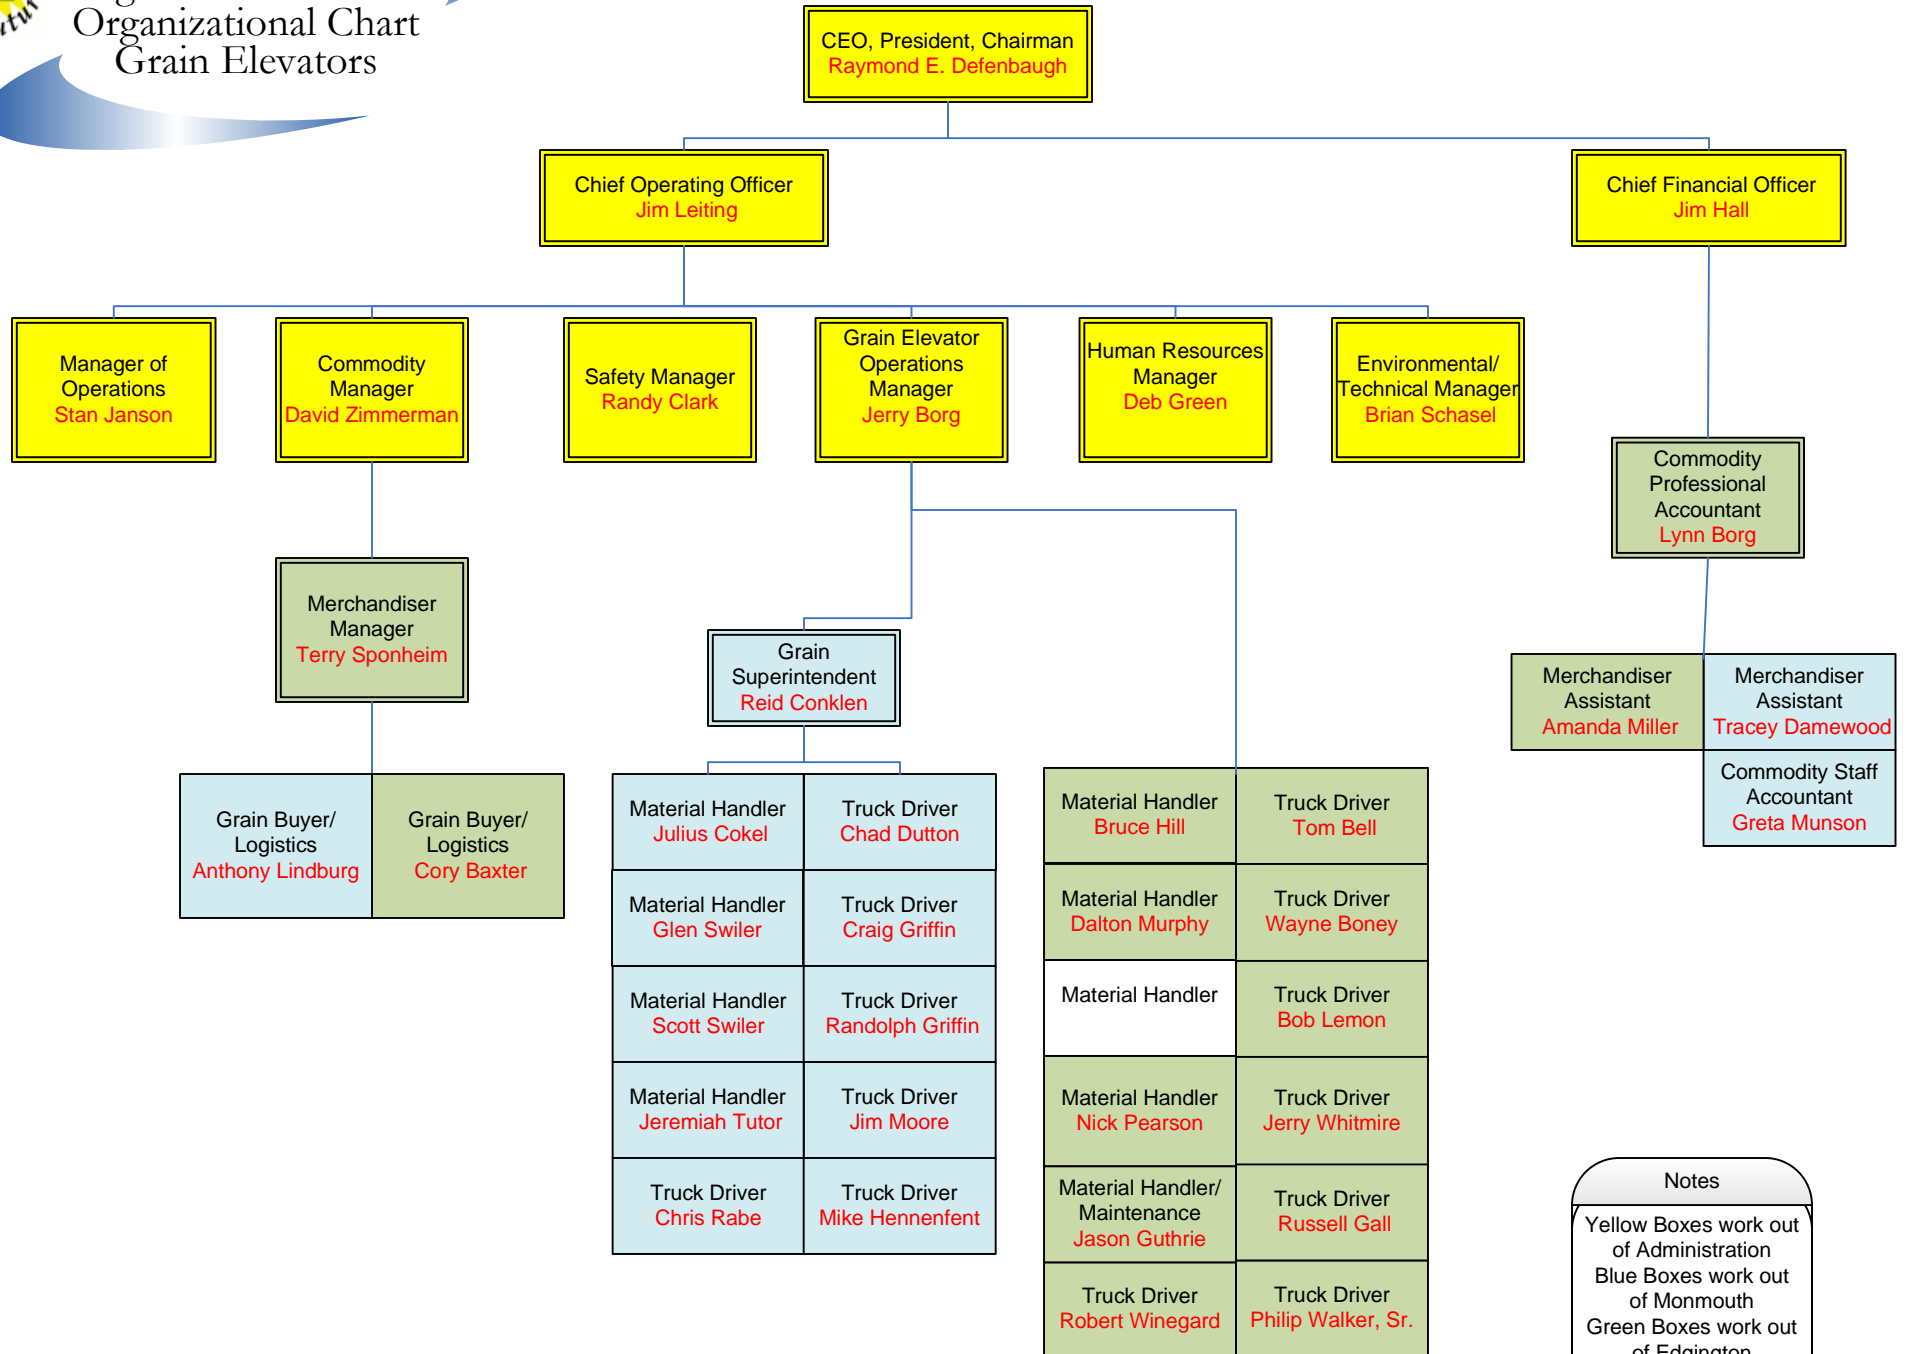 Organizational Chart
Grain Elevators
CEO, President, Chairman
Raymond E. Defenbaugh
Chief Operating Officer
Jim Leiting
Chief Financial Officer
Jim Hall
Manager of
Operations
Stan Janson
Commodity
Manager
David Zimmerman
Safety Manager
Randy Clark
Grain Elevator
Operations
Manager
Jerry Borg
Human Resources
Manager
Deb Green
Environmental/
Technical Manager
Brian Schasel
Commodity
Professional
Accountant
Lynn Borg
Merchandiser
Manager
Terry Sponheim
Grain
Superintendent
Reid Conklen
Merchandiser
Assistant
Amanda Miller
Merchandiser
Assistant
Tracey Damewood
Commodity Staff
Accountant
Greta Munson
Grain Buyer/
Logistics
Anthony Lindburg
Grain Buyer/
Logistics
Cory Baxter
Material Handler
Julius Cokel
Truck Driver
Chad Dutton
Material Handler
Glen Swiler
Truck Driver
Craig Griffin
Material Handler
Scott Swiler
Truck Driver
Randolph Griffin
Material Handler
Jeremiah Tutor
Truck Driver
Jim Moore
Truck Driver
Chris Rabe
Truck Driver
Mike Hennenfent
Material Handler
Bruce Hill
Truck Driver
Tom Bell
Material Handler
Dalton Murphy
Truck Driver
Wayne Boney
Material Handler
Truck Driver
Bob Lemon
Material Handler
Nick Pearson
Truck Driver
Jerry Whitmire
Material Handler/
Maintenance
Jason Guthrie
Truck Driver
Russell Gall
Truck Driver
Robert Winegard
Truck Driver
Philip Walker, Sr.
Notes
Yellow Boxes work out
of Administration
Blue Boxes work out
of Monmouth
Green Boxes work out
of Edgington